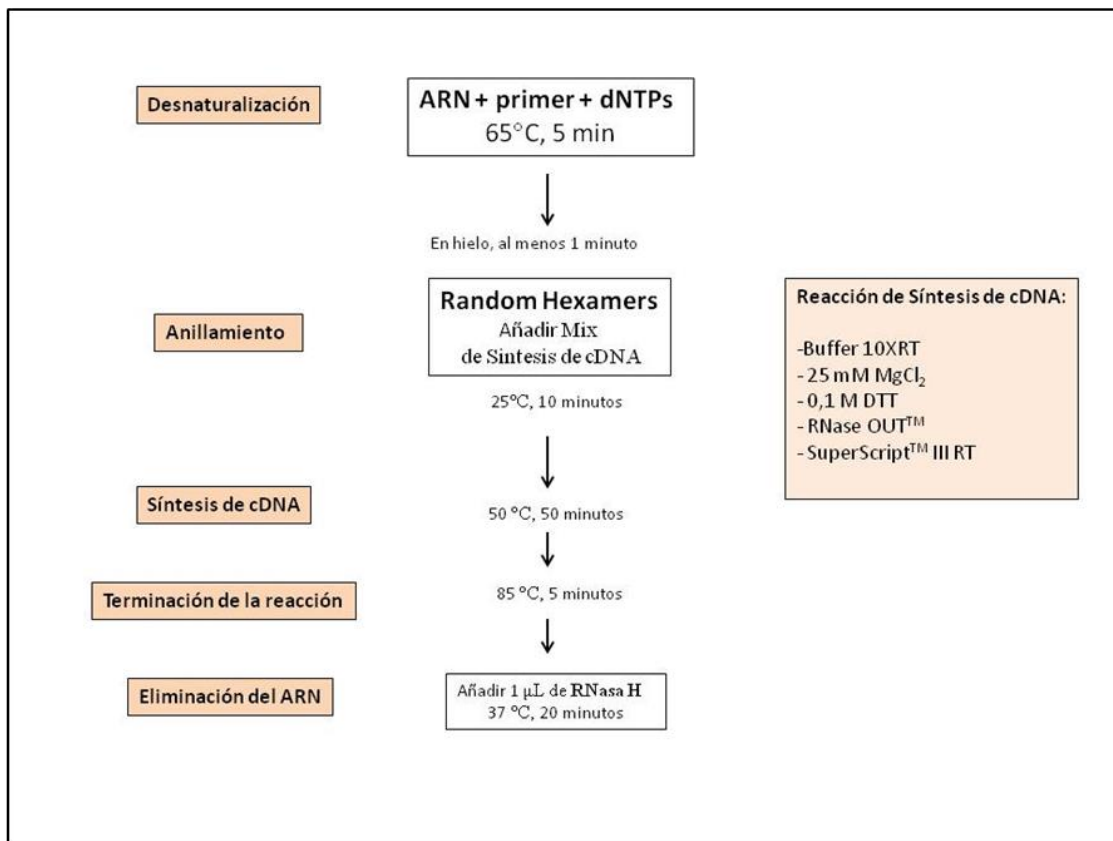 Desnaturalización
ARN + primer + dNTPs
65°C, 5 min
En hielo, al menos 1 minuto
Anillamiento
Random Hexamers
Añadir Mix
de Sintesis de cDNA
25°C, 10 minutos
Reacción de Síntesis de cDNA:
-Buffer 10XRT
- 25 mM MgCl₂
- 0,1 M DTT
- RNase OUT™
- SuperScript™ III RT
Síntesis de cDNA
50 °C, 50 minutos
Terminación de la reacción
85 °C, 5 minutos
Eliminación del ARN
Añadir 1 µL de RNasa H
37 °C, 20 minutos